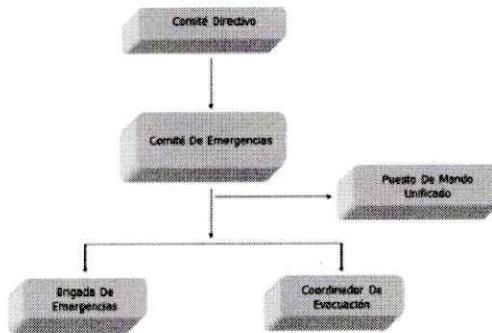 Comité Directivo
Comité De Emergencias
Puesto De Mando
Unificado
Brigada De
Emergencias
Coordinador De
Evacuación